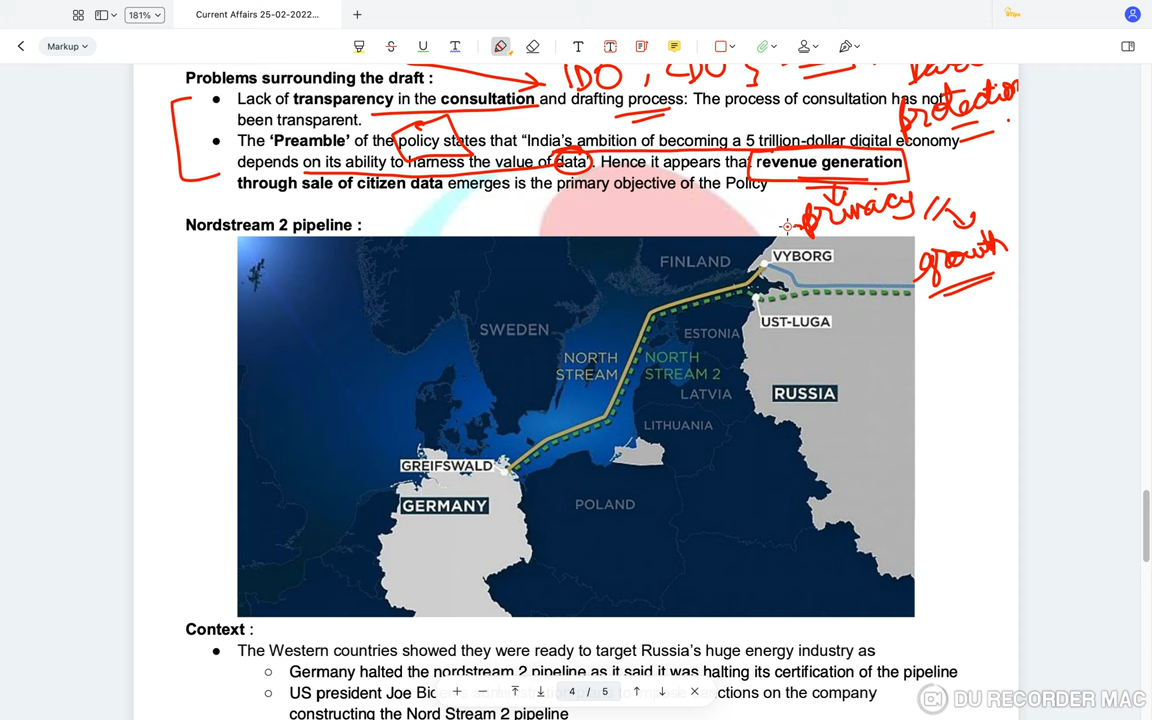 181%
Current Affairs 25-02-2022...
Markup
IDO, CDO
Data
protection
Problems surrounding the draft :
Lack of transparency in the consultation and drafting process: The process of consultation has not
been transparent.
The ‘Preamble’ of the policy states that “India’s ambition of becoming a 5 trillion-dollar digital economy
depends on its ability to harness the value of data”. Hence it appears that revenue generation
through sale of citizen data emerges is the primary objective of the Policy
privacy
growth
Nordstream 2 pipeline :
FINLAND
VYBORG
SWEDEN
UST-LUGA
ESTONIA
NORTH
STREAM
NORTH
STREAM 2
LATVIA
RUSSIA
LITHUANIA
GREIFSWALD
GERMANY
POLAND
Context :
The Western countries showed they were ready to target Russia’s huge energy industry as
Germany halted the nordstream 2 pipeline as it said it was halting its certification of the pipeline
US president Joe Bid
ctions on the company
constructing the Nord Stream 2 pipeline
4 / 5
DU RECORDER MAC